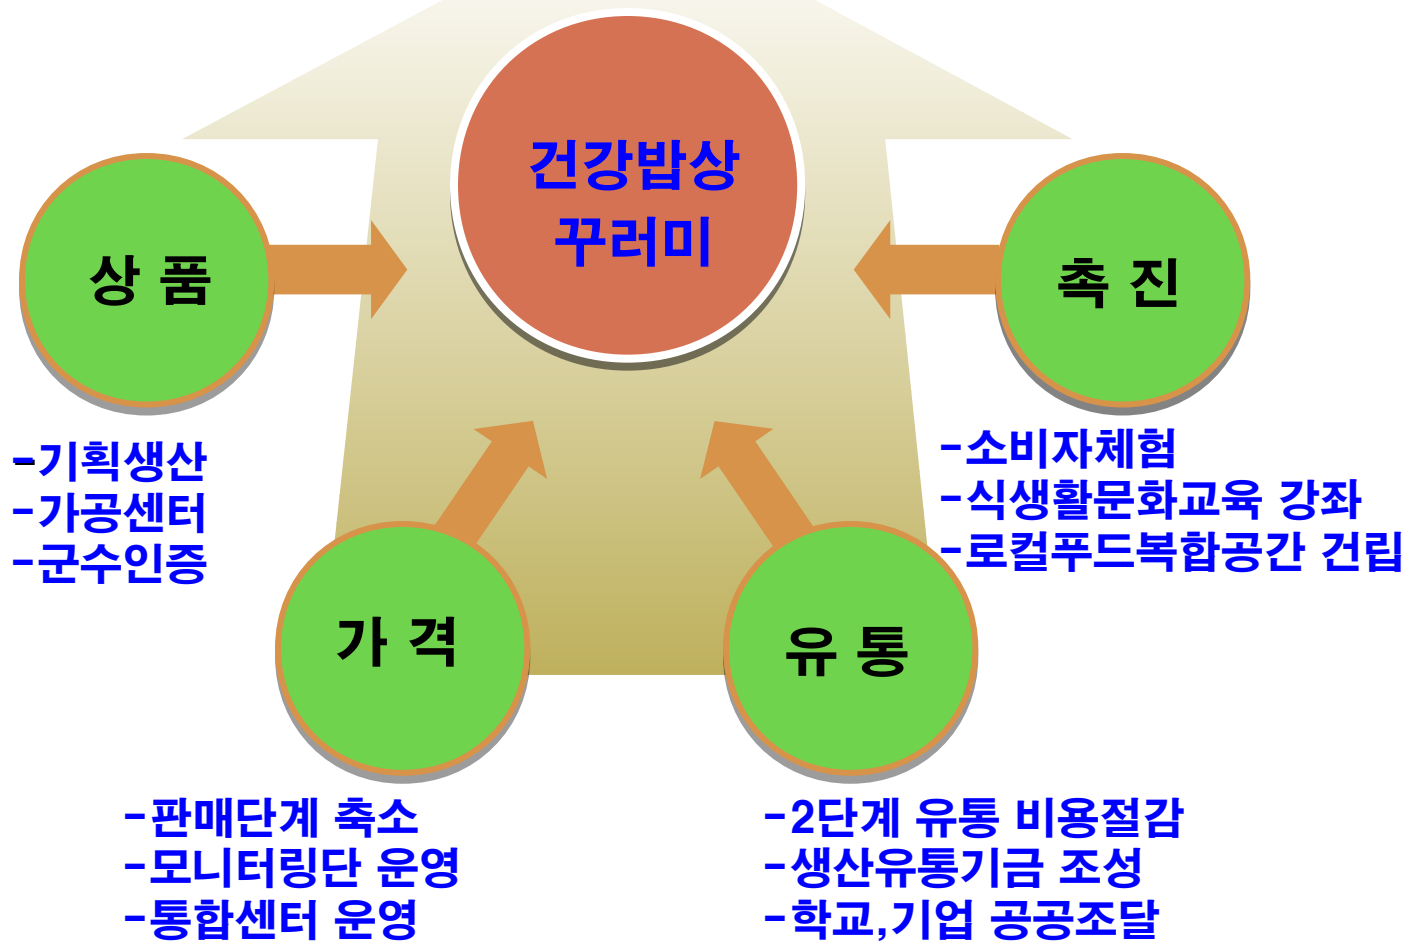 건강밥상
꾸러미
상 품
-기획생산
-가공센터
-군수인증
촉 진
-소비자체험
-식생활문화교육 강좌
-로컬푸드복합공간 건립
가 격
-판매단계 축소
-모니터링단 운영
-통합센터 운영
유 통
-2단계 유통 비용절감
-생산유통기금 조성
-학교,기업 공공조달